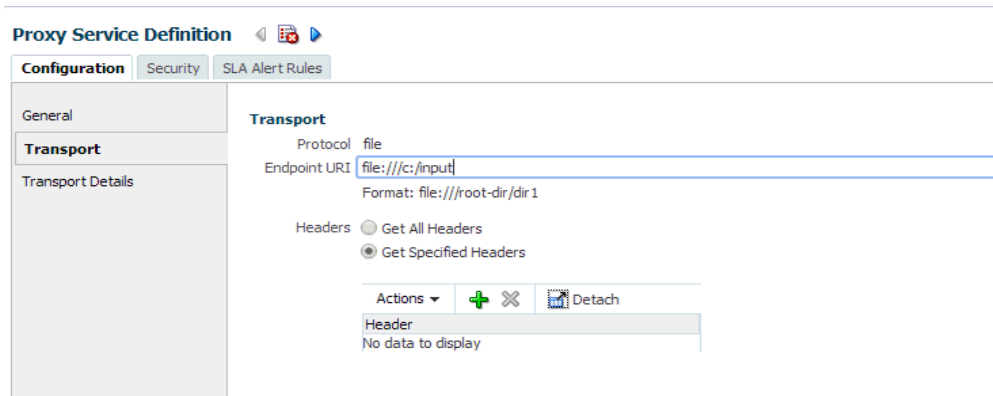 Proxy Service Definition
Configuration Security SLA Alert Rules
General
Transport
Transport Details
Transport
Protocol file
Endpoint URI file:///c:/input
Format: file:///root-dir/dir1
Headers Get All Headers
Get Specified Headers
Actions Detach
Header
No data to display